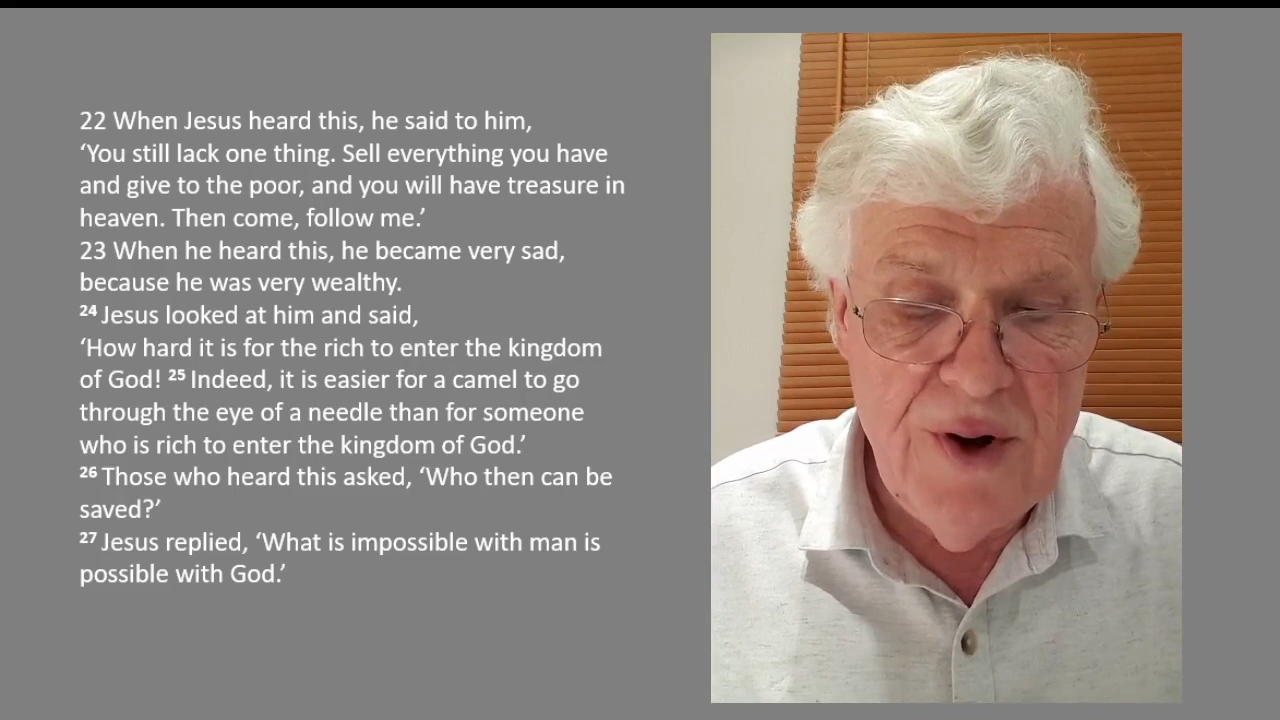 22 When Jesus heard this, he said to him,
‘You still lack one thing. Sell everything you have
and give to the poor, and you will have treasure in
heaven. Then come, follow me.’
23 When he heard this, he became very sad,
because he was very wealthy.
24 Jesus looked at him and said,
‘How hard it is for the rich to enter the kingdom
of God! 25 Indeed, it is easier for a camel to go
through the eye of a needle than for someone
who is rich to enter the kingdom of God.’
26 Those who heard this asked, ‘Who then can be
saved?’
27 Jesus replied, ‘What is impossible with man is
possible with God.’